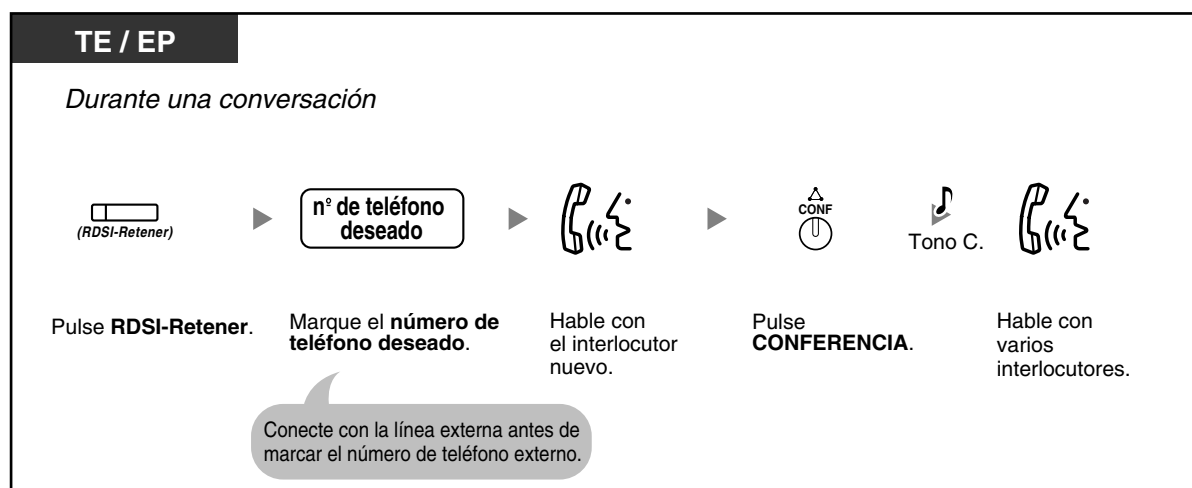 TE / EP
Durante una conversación
(RDSI-Retener)
nº de teléfono
deseado
CONF
Tono C.
Pulse RDSI-Retener.
Marque el número de
teléfono deseado.
Hable con
el interlocutor
nuevo.
Pulse
CONFERENCIA.
Hable con
varios
interlocutores.
Conecte con la línea externa antes de
marcar el número de teléfono externo.